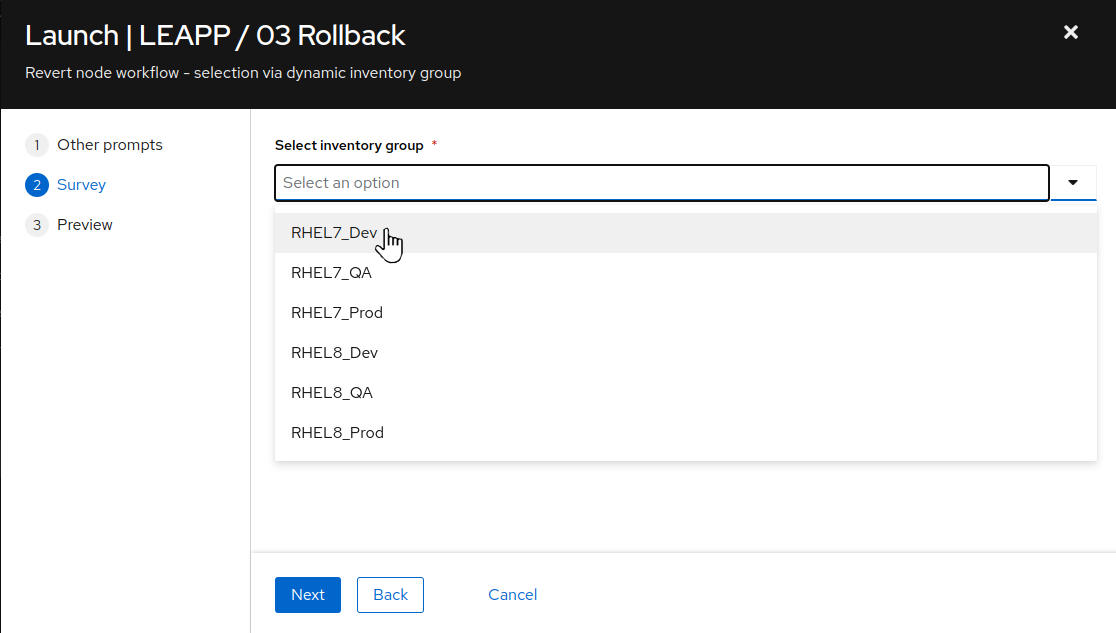 Launch | LEAPP / 03 Rollback
Revert node workflow - selection via dynamic inventory group
1 Other prompts
2 Survey
3 Preview
Select inventory group *
Select an option
RHEL7_Dev
RHEL7_QA
RHEL7_Prod
RHEL8_Dev
RHEL8_QA
RHEL8_Prod
Next Back Cancel